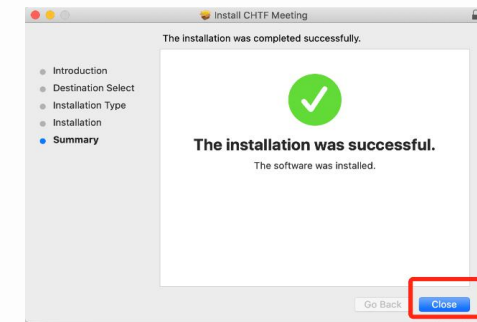 Install CHTF Meeting
The installation was completed successfully.
Introduction
Destination Select
Installation Type
Installation
Summary
The installation was successful.
The software was installed.
Go Back
Close